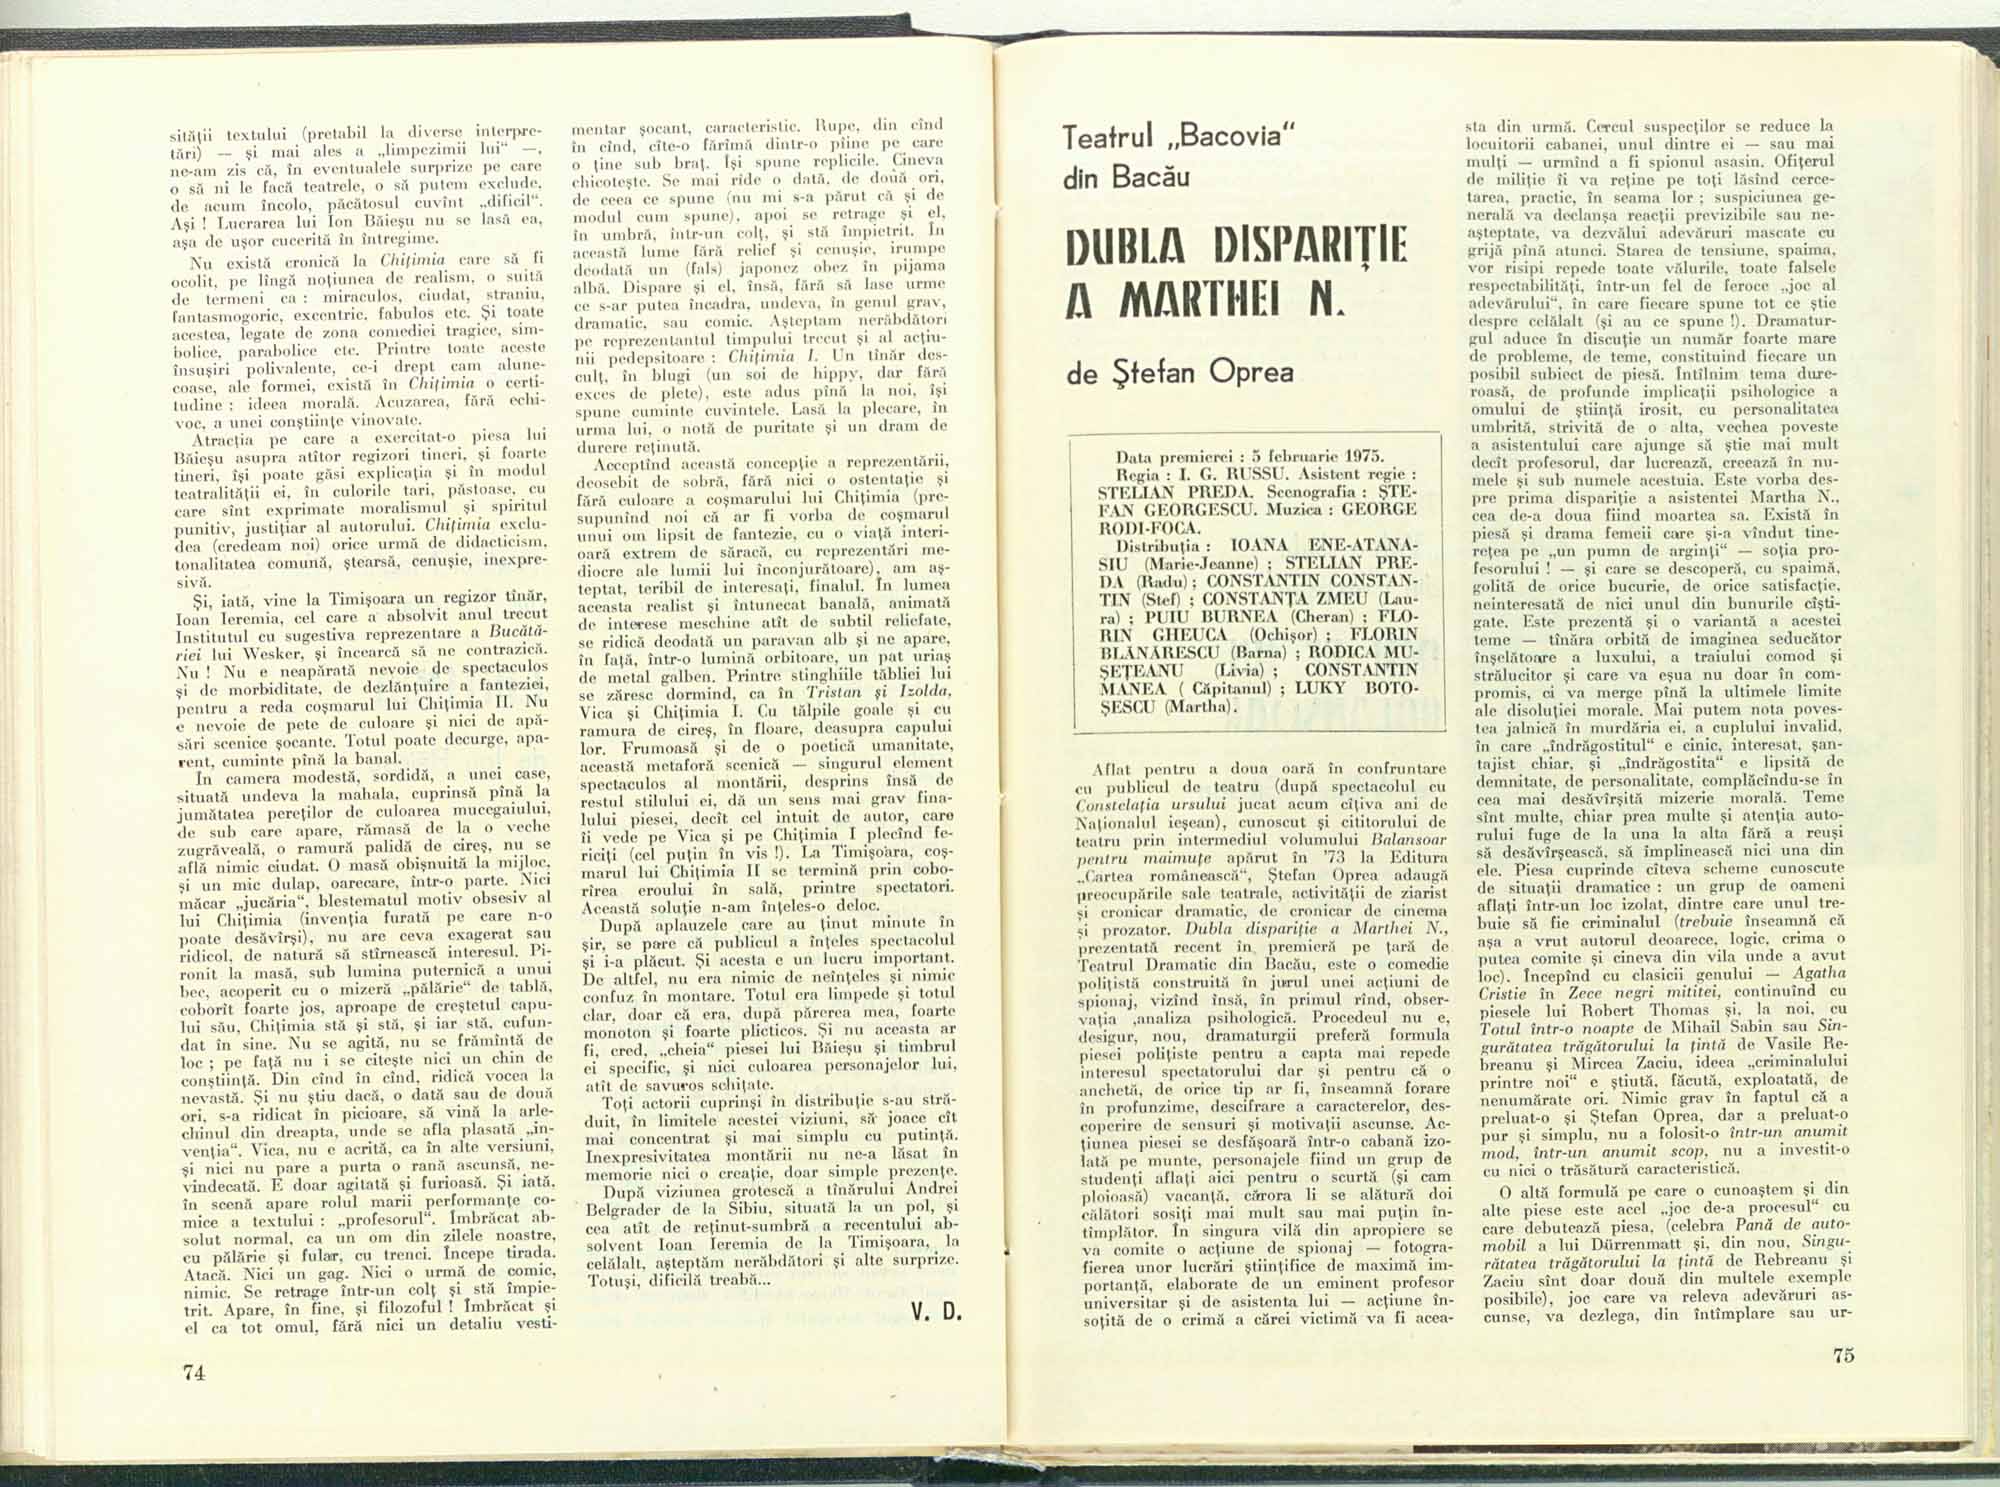 sității textului (pretabil la diverse interpre-
tări) — și mai ales a „limpezimii lui“ —,
ne-am zis că, în eventualele surprize pe care
o să ni le facă teatrele, o să putem exclude,
de acum încolo, păcătosul cuvînt „dificil“.
Ași ! Lucrarea lui Ion Băieșu nu se lasă ea,
așa de ușor cucerită în întregime.
Nu există cronică la Chițimia care să fi
ocolit, pe lîngă noțiunea de realism, o suită
de termeni ca : miraculos, ciudat, straniu,
fantasmogoric, excentric, fabulos etc. Și toate
acestea, legate de zona comediei tragice, sim-
bolice, parabolice etc. Printre toate aceste
însușiri polivalente, ce-i drept cam alune-
coase, ale formei, există în Chițimia o certi-
tudine : ideea morală. Acuzarea, fără echi-
voc, a unei conștiințe vinovate.
Atracția pe care a exercitat-o piesa lui
Băieșu asupra atîtor regizori tineri, și foarte
tineri, își poate găsi explicația și în modul
teatralității ei, în culorile tari, păstoase, cu
care sînt exprimate moralismul și spiritul
punitiv, justițiar al autorului. Chițimia exclu-
dea (credeam noi) orice urmă de didacticism,
tonalitatea comună, ștearsă, cenușie, inexpre-
sivă.
Și, iată, vine la Timișoara un regizor tînăr,
Ioan Ieremia, cel care a absolvit anul trecut
Institutul cu sugestiva reprezentare a Bucătă-
riei lui Wesker, și încearcă să ne contrazică.
Nu ! Nu e neapărată nevoie de spectaculos
și de morbiditate, de dezlănțuire a fanteziei,
pentru a reda coșmarul lui Chițimia II. Nu
e nevoie de pete de culoare și nici de apă-
sări scenice șocante. Totul poate decurge, apa-
rent, cuminte pînă la banal.
În camera modestă, sordidă, a unei case,
situată undeva la mahala, cuprinsă pînă la
jumătatea pereților de culoarea mucegaiului,
de sub care apare, rămasă de la o veche
zugrăveală, o ramură palidă de cireș, nu se
află nimic ciudat. O masă obișnuită la mijloc,
și un mic dulap, oarecare, într-o parte. Nici
măcar „jucăria“, blestematul motiv obsesiv al
lui Chițimia (invenția furată pe care n-o
poate desăvîrși), nu are ceva exagerat sau
ridicol, de natură să stîrnească interesul. Pi-
ronit la masă, sub lumina puternică a unui
bec, acoperit cu o mizeră „pălărie“ de tablă,
coborît foarte jos, aproape de creștetul capu-
lui său, Chițimia stă și stă, și iar stă, cufun-
dat în sine. Nu se agită, nu se frămîntă de
loc ; pe față nu i se citește nici un chin de
conștiință. Din cînd în cînd, ridică vocea la
nevastă. Și nu știu dacă, o dată sau de două
ori, s-a ridicat în picioare, să vină la arle-
chinul din dreapta, unde se afla plasată „in-
venția“. Vica, nu e acrită, ca în alte versiuni,
și nici nu pare a purta o rană ascunsă, ne-
vindecată. E doar agitată și furioasă. Și iată,
în scenă apare rolul marii performanțe co-
mice a textului : „profesorul“. Îmbrăcat ab-
solut normal, ca un om din zilele noastre,
cu pălărie și fular, cu trenci. Începe tirada.
Atacă. Nici un gag. Nici o urmă de comic,
nimic. Se retrage într-un colț și stă împie-
trit. Apare, în fine, și filozoful ! Îmbrăcat și
el ca tot omul, fără nici un detaliu vesti-
74
mentar șocant, caracteristic. Rupe, din cînd
în cînd, cîte-o fărîmă dintr-o pîine pe care
o ține sub braț. Își spune replicile. Cineva
chicotește. Se mai rîde o dată, de două ori,
de ceea ce spune (nu mi s-a părut că și de
modul cum spune), apoi se retrage și el,
în umbră, într-un colț, și stă împietrit. În
această lume fără relief și cenușie, irumpe
deodată un (fals) japonez obez în pijama
albă. Dispare și el, însă, fără să lase urme
ce s-ar putea încadra, undeva, în genul grav,
dramatic, sau comic. Așteptam nerăbdători
pe reprezentantul timpului trecut și al acțiu-
nii pedepsitoare : Chițimia I. Un tînăr des-
cult, în blugi (un soi de hippy, dar fără
exces de plete), este adus pînă la noi, își
spune cuminte cuvintele. Lasă la plecare, în
urma lui, o notă de puritate și un dram de
durere reținută.
Acceptînd această concepție a reprezentării,
deosebit de sobră, fără nici o ostentație și
fără culoare a coșmarului lui Chițimia (pre-
supunînd noi că ar fi vorba de coșmarul
unui om lipsit de fantezie, cu o viață interi-
oară extrem de săracă, cu reprezentări me-
diocre ale lumii lui înconjurătoare), am aș-
teptat, teribil de interesați, finalul. În lumea
aceasta realist și întunecat banală, animată
de interese meschine atît de subtil reliefate,
se ridică deodată un paravan alb și ne apare,
în față, într-o lumină orbitoare, un pat uriaș
de metal galben. Printre stinghiile tăbliei lui
se zăresc dormind, ca în Tristan și Izolda,
Vica și Chițimia I. Cu tălpile goale și cu
ramura de cireș, în floare, deasupra capului
lor. Frumoasă și de o poetică umanitate,
această metaforă scenică — singurul element
spectaculos al montării, desprins însă de
restul stilului ei, dă un sens mai grav fina-
lului piesei, decît cel intuit de autor, care
îi vede pe Vica și pe Chițimia I plecînd fe-
riciți (cel puțin în vis !). La Timișoara, coș-
marul lui Chițimia II se termină prin cobo-
rîrea eroului în sală, printre spectatori.
Această soluție n-am înțeles-o deloc.
După aplauzele care au ținut minute în
șir, se pare că publicul a înțeles spectacolul
și i-a plăcut. Și acesta e un lucru important.
De altfel, nu era nimic de neînțeles și nimic
confuz în montare. Totul era limpede și totul
clar, doar că era, după părerea mea, foarte
monoton și foarte plicticos. Și nu aceasta ar
fi, cred, „cheia“ piesei lui Băieșu și timbrul
ei specific, și nici culoarea personajelor lui,
atît de savuros schițate.
Toți actorii cuprinși în distribuție s-au stră-
duit, în limitele acestei viziuni, să joace cît
mai concentrat și mai simplu cu putință.
Inexpresivitatea montării nu ne-a lăsat în
memorie nici o creație, doar simple prezențe.
După viziunea grotescă a tînărului Andrei
Belgrader de la Sibiu, situată la un pol, și
cea atît de reținut-sumbră a recentului ab-
solvent Ioan Ieremia de la Timișoara, la
celălalt, așteptăm nerăbdători și alte surprize.
Totuși, dificilă treabă...
V. D.
Teatrul „Bacovia“
din Bacău
DUBLA DISPARIȚIE
A MARTHEI N.
de Ștefan Oprea
Data premierei : 5 februarie 1975.
Regia : I. G. RUSSU. Asistent regie :
STELIAN PREDA. Scenografia : ȘTE-
FAN GEORGESCU. Muzica : GEORGE
RODI-FOCA.
Distribuția : IOANA ENE-ATANA-
SIU (Marie-Jeanne) ; STELIAN PRE-
DA (Radu) ; CONSTANTIN CONSTAN-
TIN (Stef) ; CONSTANȚA ZMEU (Lau-
ra) ; PUIU BURNEA (Cheran) ; FLO-
RIN GHEUCA (Ochișor) ; FLORIN
BLĂNĂRESCU (Barna) ; RODICA MU-
ȘEȚEANU (Livia) ; CONSTANTIN
MANEA ( Căpitanul) ; LUKY BOTO-
ȘESCU (Martha).
Aflat pentru a doua oară în confruntare
cu publicul de teatru (după spectacolul cu
Constelația ursului jucat acum cîțiva ani de
Naționalul ieșean), cunoscut și cititorului de
teatru prin intermediul volumului Balansoar
pentru maimuțe apărut în '73 la Editura
„Cartea românească“, Ștefan Oprea adaugă
preocupările sale teatrale, activității de ziarist
și cronicar dramatic, de cronicar de cinema
și prozator. Dubla dispariție a Marthei N.,
prezentată recent în premieră pe țară de
Teatrul Dramatic din Bacău, este o comedie
polițistă construită în jurul unei acțiuni de
spionaj, vizînd însă, în primul rînd, obser-
vația ,analiza psihologică. Procedeul nu e,
desigur, nou, dramaturgii preferă formula
piesei polițiste pentru a capta mai repede
interesul spectatorului dar și pentru că o
anchetă, de orice tip ar fi, înseamnă forare
în profunzime, descifrare a caracterelor, des-
coperire de sensuri și motivații ascunse. Ac-
țiunea piesei se desfășoară într-o cabană izo-
lată pe munte, personajele fiind un grup de
studenți aflați aici pentru o scurtă (și cam
ploioasă) vacanță, cărora li se alătură doi
călători sosiți mai mult sau mai puțin în-
tîmplător. În singura vilă din apropiere se
va comite o acțiune de spionaj — fotogra-
fierea unor lucrări științifice de maximă im-
portanță, elaborate de un eminent profesor
universitar și de asistenta lui — acțiune în-
soțită de o crimă a cărei victimă va fi acea-
sta din urmă. Cercul suspecților se reduce la
locuitorii cabanei, unul dintre ei — sau mai
mulți — urmînd a fi spionul asasin. Ofițerul
de miliție îi va reține pe toți lăsînd cerce-
tarea, practic, în seama lor ; suspiciunea ge-
nerală va declanșa reacții previzibile sau ne-
așteptate, va dezvălui adevăruri mascate cu
grijă pînă atunci. Starea de tensiune, spaima,
vor risipi repede toate vălurile, toate falsele
respectabilități, într-un fel de feroce „joc al
adevărului“, în care fiecare spune tot ce știe
despre celălalt (și au ce spune !). Dramatur-
gul aduce în discuție un număr foarte mare
de probleme, de teme, constituind fiecare un
posibil subiect de piesă. Întîlnim tema dure-
roasă, de profunde implicații psihologice a
omului de știință irosit, cu personalitatea
umbrită, strivită de o alta, vechea poveste
a asistentului care ajunge să știe mai mult
decît profesorul, dar lucrează, creează în nu-
mele și sub numele acestuia. Este vorba des-
pre prima dispariție a asistentei Martha N.,
cea de-a doua fiind moartea sa. Există în
piesă și drama femeii care și-a vîndut tine-
rețea pe „un pumn de arginți“ — soția pro-
fesorului ! — și care se descoperă, cu spaimă,
golită de orice bucurie, de orice satisfacție,
neinteresată de nici unul din bunurile cîști-
gate. Este prezentă și o variantă a acestei
teme — tînăra orbită de imaginea seducător
înșelătoare a luxului, a traiului comod și
strălucitor și care va eșua nu doar în com-
promis, ci va merge pînă la ultimele limite
ale disoluției morale. Mai putem nota poves-
tea jalnică în murdăria ei, a cuplului invalid,
în care „îndrăgostitul“ e cinic, interesat, șan-
tajist chiar, și „îndrăgostita“ e lipsită de
demnitate, de personalitate, complăcîndu-se în
cea mai desăvîrșită mizerie morală. Teme
sînt multe, chiar prea multe și atenția auto-
rului fuge de la una la alta fără a reuși
să desăvîrșească, să împlinească nici una din
ele. Piesa cuprinde cîteva scheme cunoscute
de situații dramatice : un grup de oameni
aflați într-un loc izolat, dintre care unul tre-
buie să fie criminalul (trebuie înseamnă că
așa a vrut autorul deoarece, logic, crima o
putea comite și cineva din vila unde a avut
loc). Începînd cu clasicii genului — Agatha
Cristie în Zece negri mititei, continuînd cu
piesele lui Robert Thomas și, la noi, cu
Totul într-o noapte de Mihail Sabin sau Sin-
gurătatea trăgătorului la țintă de Vasile Re-
breanu și Mircea Zaciu, ideea „criminalului
printre noi“ e știută, făcută, exploatată, de
nenumărate ori. Nimic grav în faptul că a
preluat-o și Ștefan Oprea, dar a preluat-o
pur și simplu, nu a folosit-o într-un anumit
mod, într-un anumit scop, nu a investit-o
cu nici o trăsătură caracteristică.
O altă formulă pe care o cunoaștem și din
alte piese este acel „joc de-a procesul“ cu
care debutează piesa, (celebra Pană de auto-
mobil a lui Dürrenmatt și, din nou, Singu-
rătatea trăgătorului la țintă de Rebreanu și
Zaciu sînt doar două din multele exemple
posibile), joc care va releva adevăruri as-
cunse, va dezlega, din întîmplare sau ur-
75